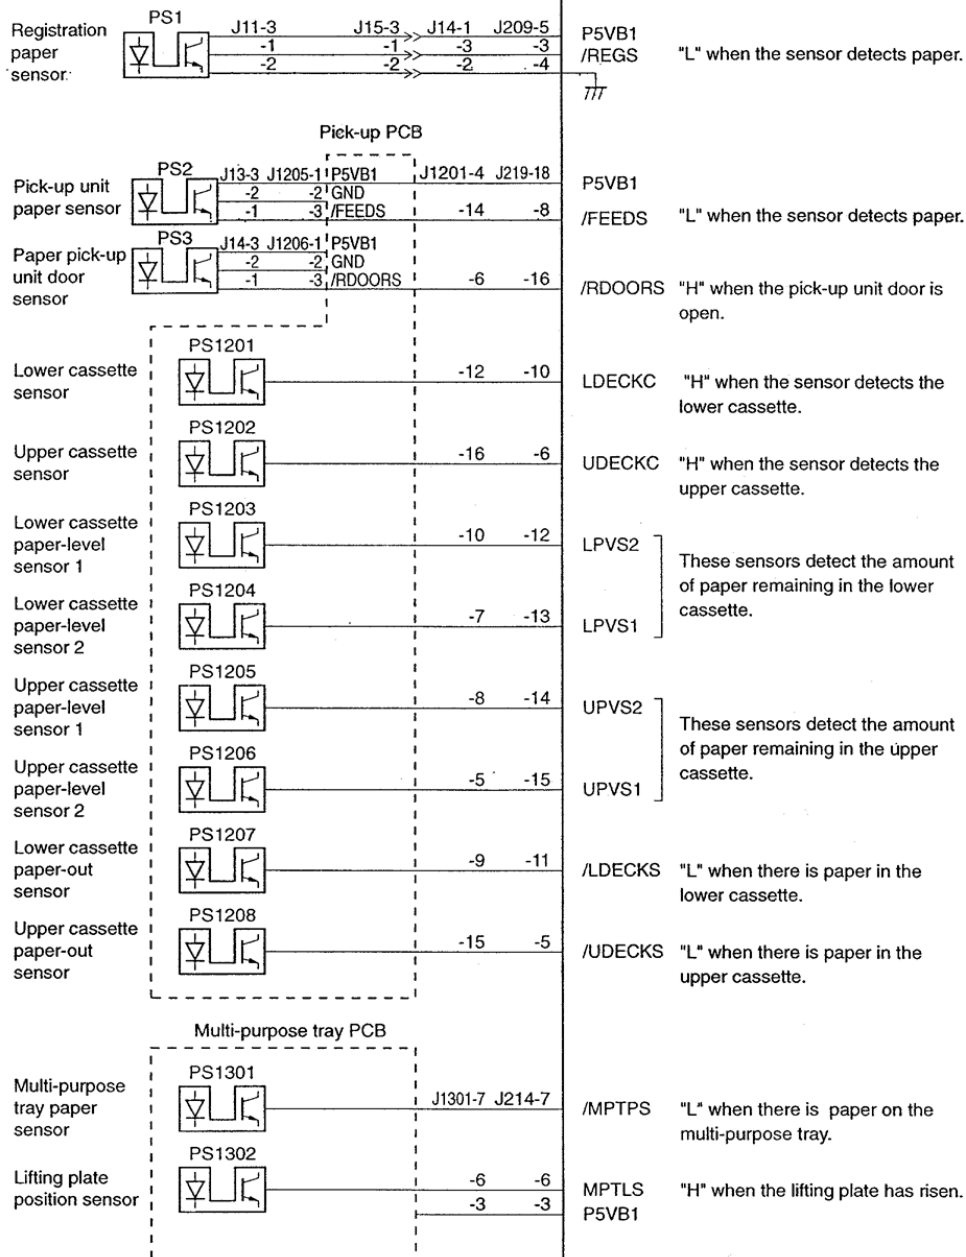 PS1
Registration paper sensor.
J11-3 J15-3 J14-1 J209-5 P5VB1
-1 -1 -3 -3 /REGS "L" when the sensor detects paper.
-2 -2 -2 -4
Pick-up PCB
PS2
Pick-up unit paper sensor
J13-3 J1205-1 P5VB1 J1201-4 J219-18 P5VB1
-2 -2 GND
-1 -3 /FEEDS -14 -8 /FEEDS "L" when the sensor detects paper.
PS3
Paper pick-up unit door sensor
J14-3 J1206-1 P5VB1
-2 -2 GND
-1 -3 /RDOORS -6 -16 /RDOORS "H" when the pick-up unit door is
open.
PS1201
Lower cassette sensor
-12 -10 LDECKC "H" when the sensor detects the
lower cassette.
PS1202
Upper cassette sensor
-16 -6 UDECKC "H" when the sensor detects the
upper cassette.
PS1203
Lower cassette paper-level sensor 1
-10 -12 LPVS2
These sensors detect the amount
of paper remaining in the lower
cassette.
PS1204
Lower cassette paper-level sensor 2
-7 -13 LPVS1
PS1205
Upper cassette paper-level sensor 1
-8 -14 UPVS2
These sensors detect the amount
of paper remaining in the upper
cassette.
PS1206
Upper cassette paper-level sensor 2
-5 -15 UPVS1
PS1207
Lower cassette paper-out sensor
-9 -11 /LDECKS "L" when there is paper in the
lower cassette.
PS1208
Upper cassette paper-out sensor
-15 -5 /UDECKS "L" when there is paper in the
upper cassette.
Multi-purpose tray PCB
PS1301
Multi-purpose tray paper sensor
J1301-7 J214-7 /MPTPS "L" when there is paper on the
multi-purpose tray.
PS1302
Lifting plate position sensor
-6 -6 MPTLS "H" when the lifting plate has risen.
-3 -3 P5VB1